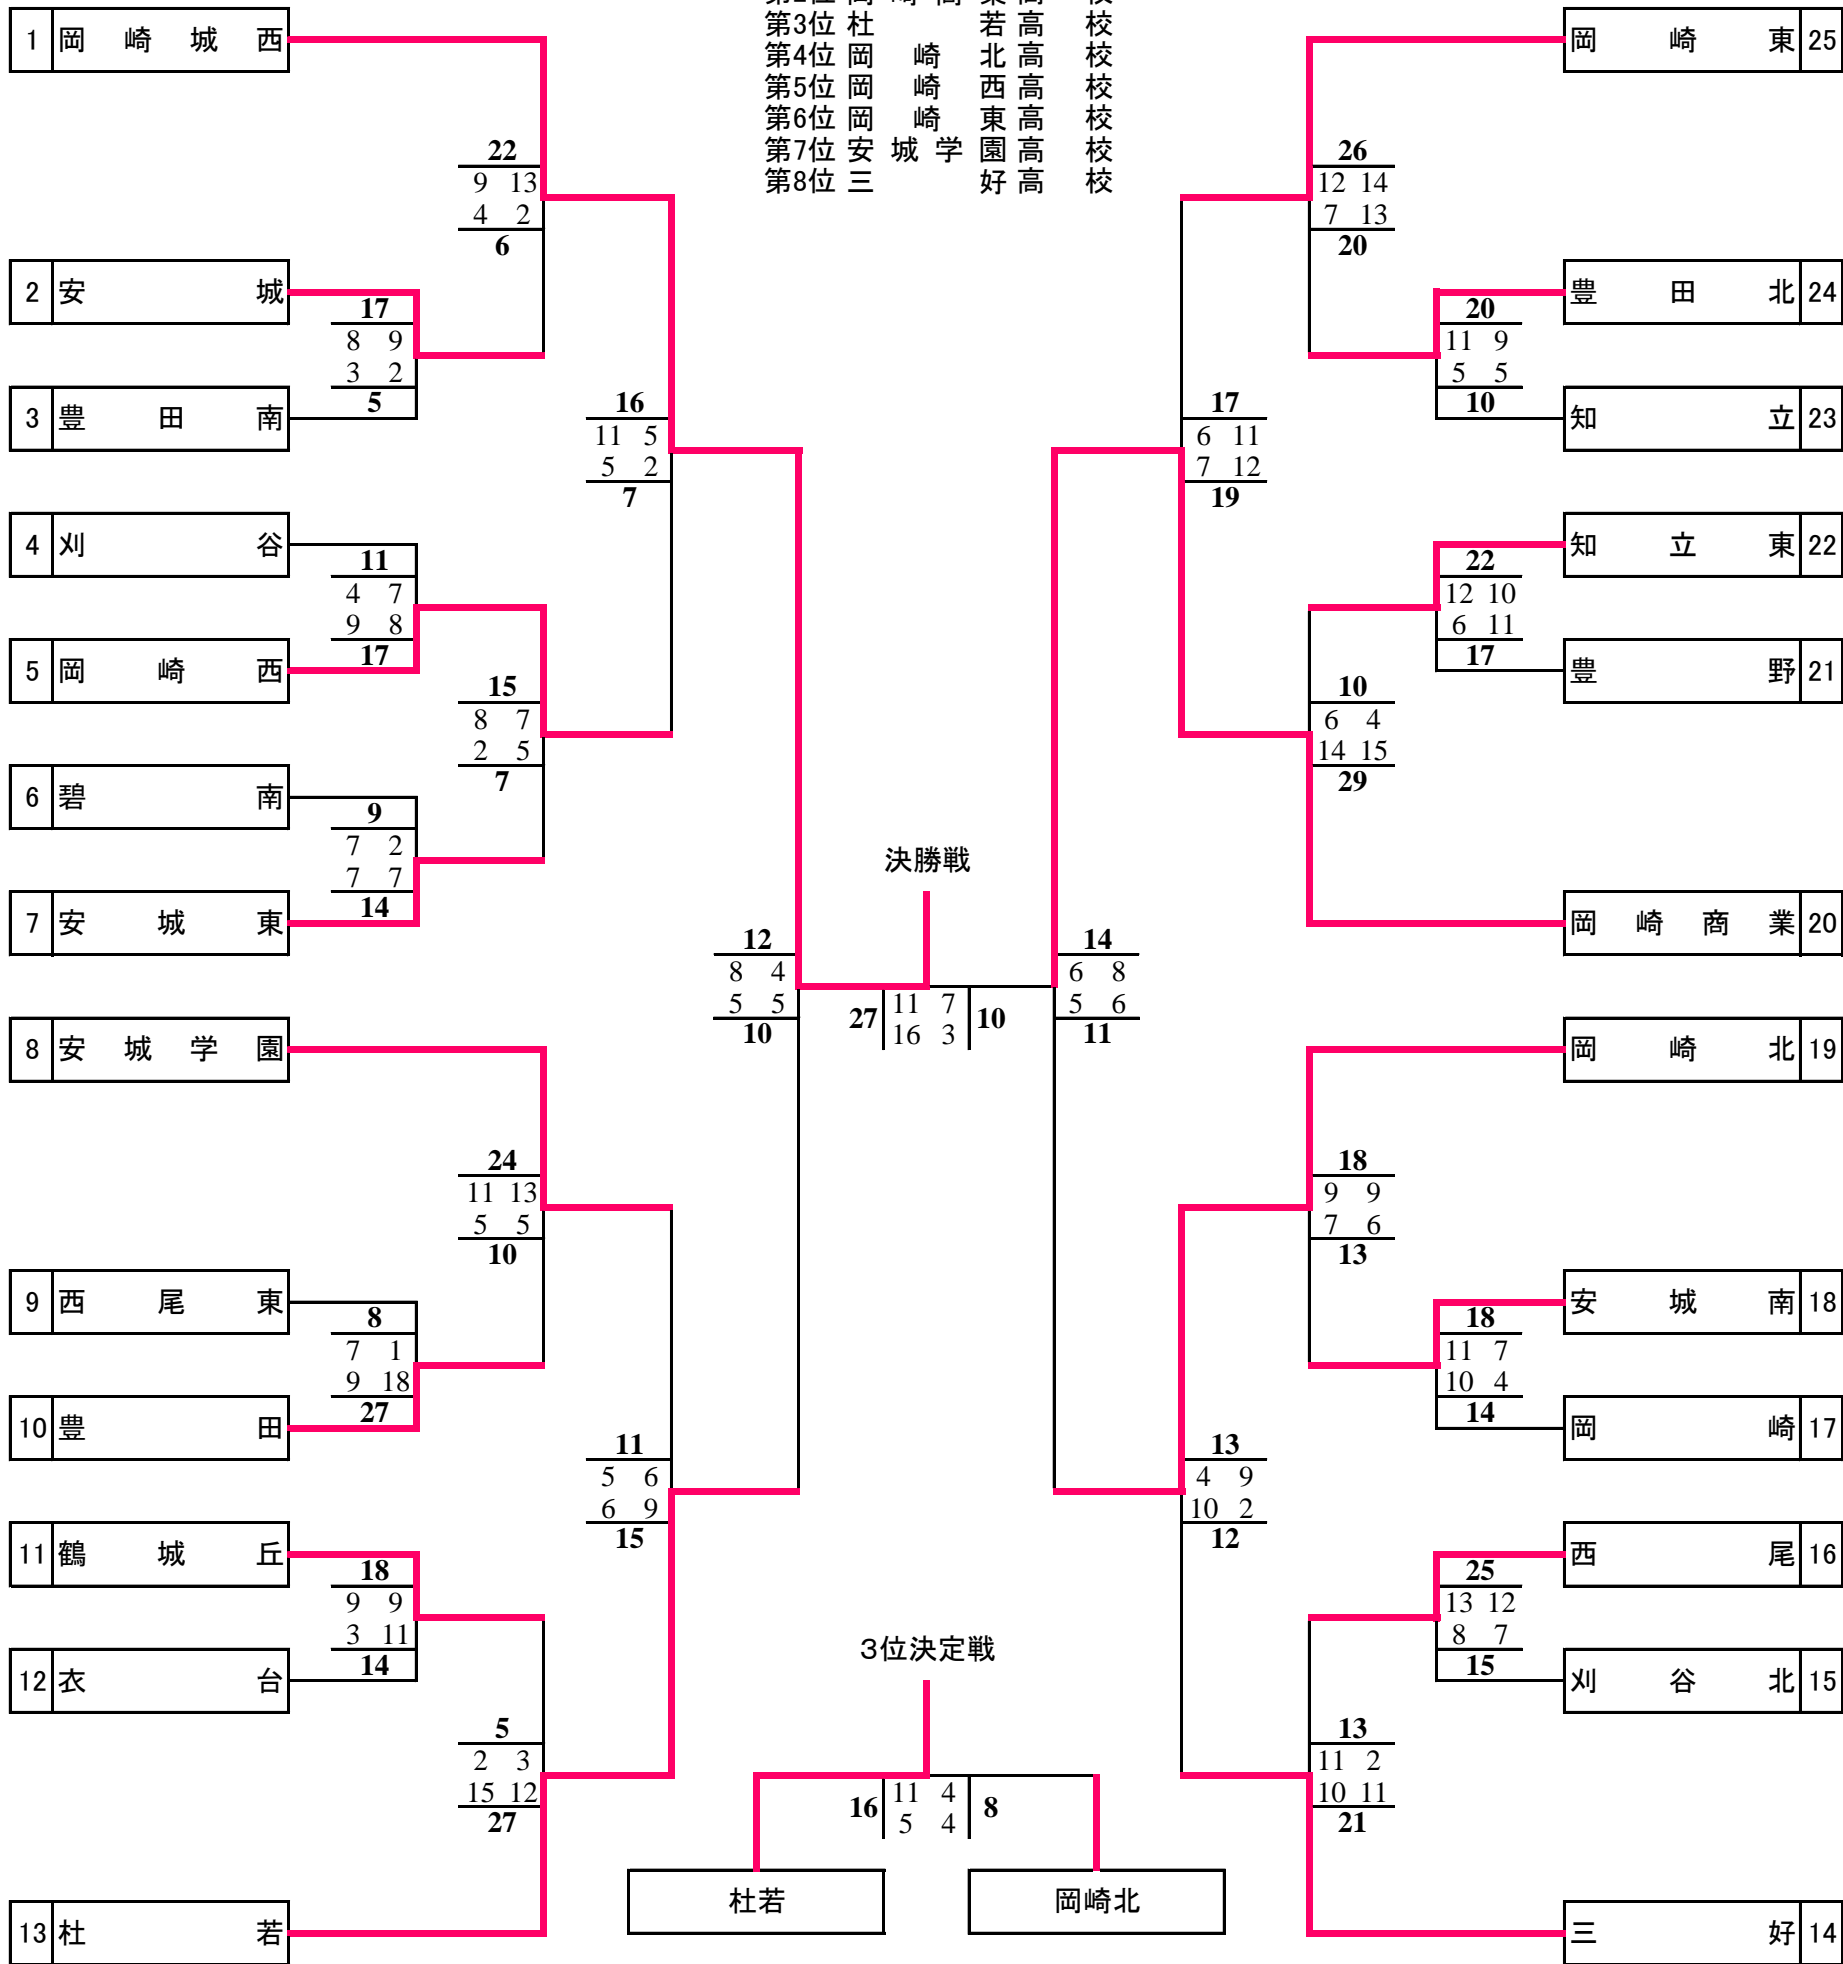 第3位 杜若高校
第4位 岡崎北高校
第5位 岡崎西高校
第6位 岡崎東高校
第7位 安城学園高校
第8位 三好高校
1 岡崎城西
22
9 13
4 2
6
2 安城
17
8 9
3 2
5
3 豊田南
16
11 5
5 2
7
4 刈谷
11
4 7
9 8
17
5 岡崎西
15
8 7
2 5
7
6 碧南
9
7 2
7 7
14
7 安城東
12
8 4
5 5
10
8 安城学園
24
11 13
5 5
10
9 西尾東
8
7 1
9 18
27
10 豊田
11
5 6
6 9
15
11 鶴城丘
18
9 9
3 11
14
12 衣台
5
2 3
15 12
27
13 杜若
決勝戦
27 11 7 10
16 3
3位決定戦
16 11 4 8
5 4
杜若
岡崎北
岡崎東 25
26
12 14
7 13
20
豊田北 24
20
11 9
5 5
10
知立 23
17
6 11
7 12
19
知立東 22
22
12 10
6 11
17
豊野 21
10
6 4
14 15
29
岡崎商業 20
14
6 8
5 6
11
岡崎北 19
18
9 9
7 6
13
安城南 18
18
11 7
10 4
14
岡崎 17
13
4 9
10 2
12
西尾 16
25
13 12
8 7
15
刈谷北 15
13
11 2
10 11
21
三好 14